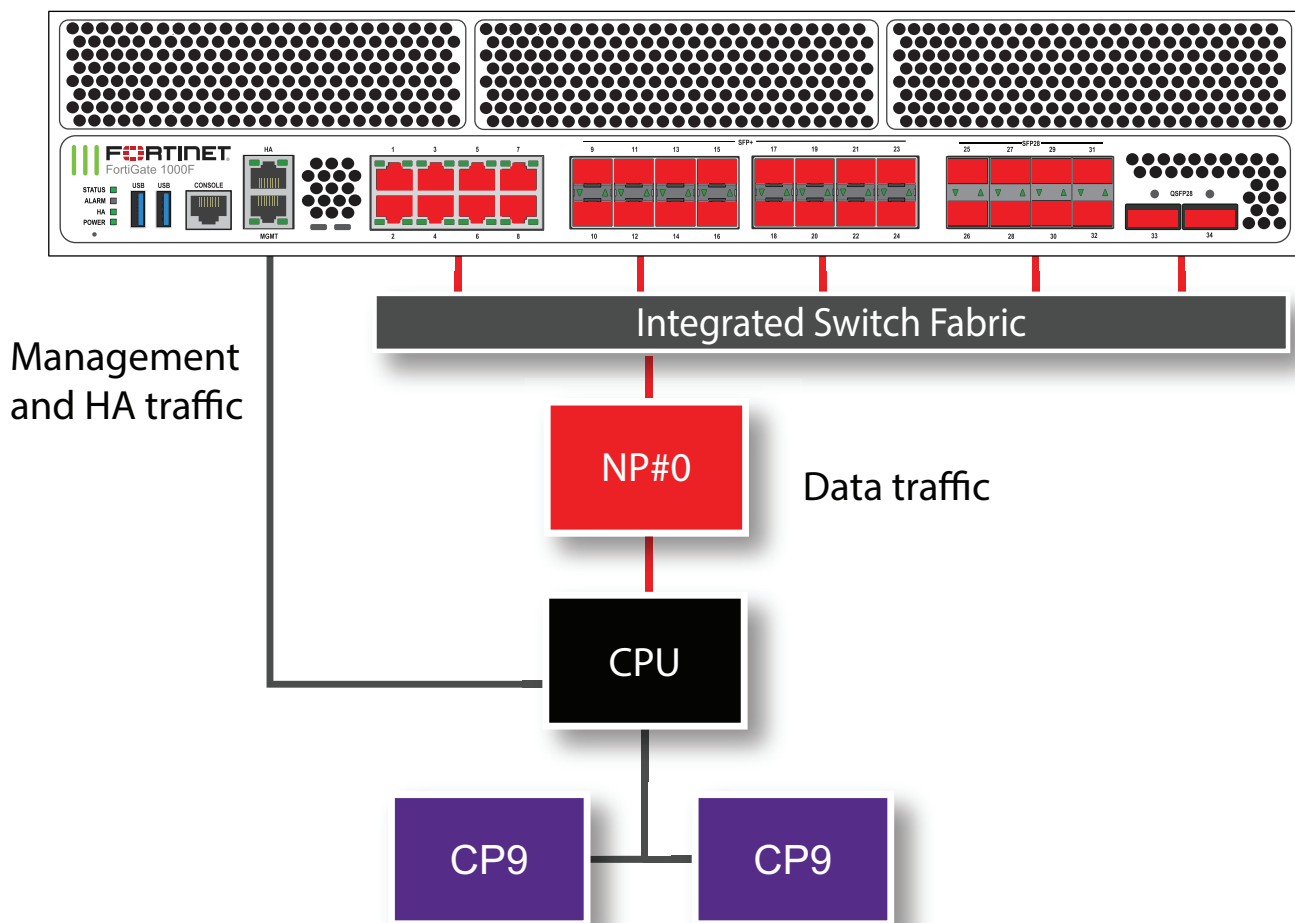 SFP+
SFP28
HA
1 3 5 7
9 11 13 15
17 19 21 23
25 27 29 31
FORTINET
FortiGate 1000F
QSFP28
STATUS
ALARM
HA
POWER
USB USB CONSOLE
MGMT
2 4 6 8
10 12 14 16
18 20 22 24
26 28 30 32
33 34
Integrated Switch Fabric
Management
and HA traffic
NP#0
Data traffic
CPU
CP9 CP9